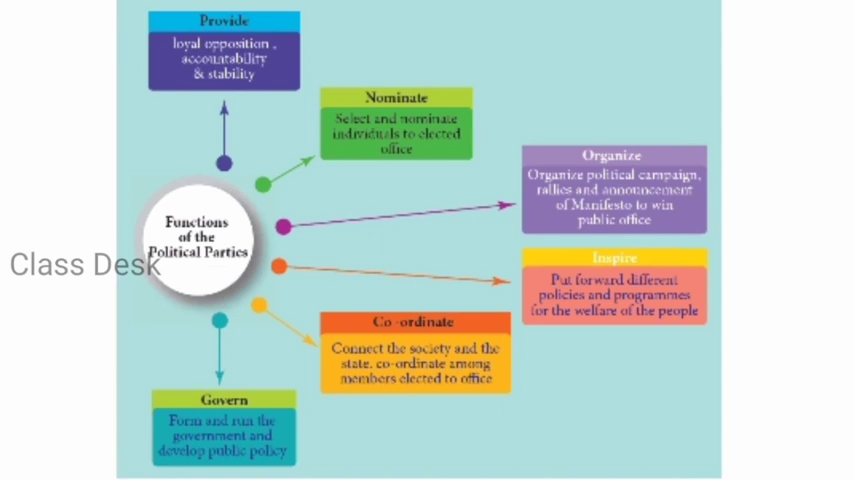 Provide
loyal opposition ,
accountability
& stability
Nominate
Select and nominate
individuals to elected
office
Organize
Organize political campaign,
rallies and announcement
of Manifesto to win
public office
Functions
of the
Political Parties
Class Desk
Inspire
Put forward different
policies and programmes
for the welfare of the people
Co -ordinate
Connect the society and the
state, co-ordinate among
members elected to office
Govern
Form and run the
government and
develop public policy